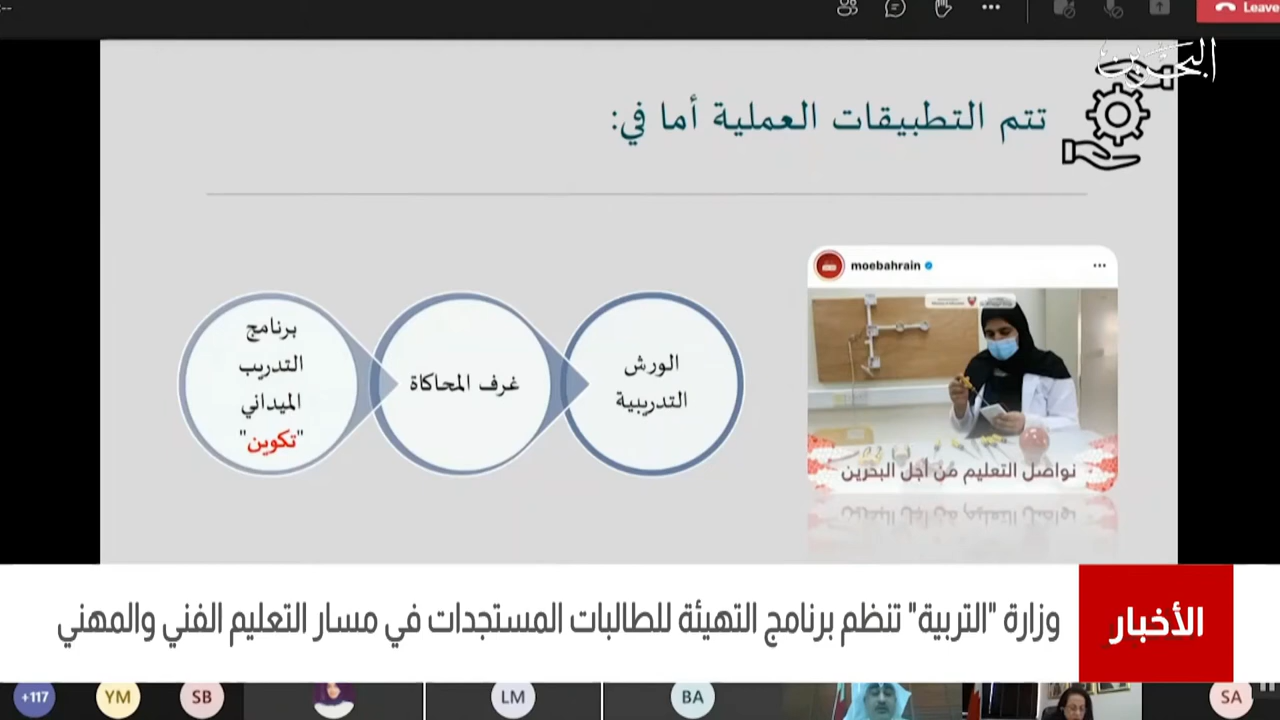 Leave
البحرين
تتم التطبيقات العملية أما في:
moebahrain
نواصل التعليم من أجل البحرين
الورش
التدريبية
غرف المحاكاة
برنامج
التدريب
الميداني
"تكوين"
الأخبار
وزارة "التربية" تنظم برنامج التهيئة للطالبات المستجدات في مسار التعليم الفني والمهني
+117
YM
SB
LM
BA
SA